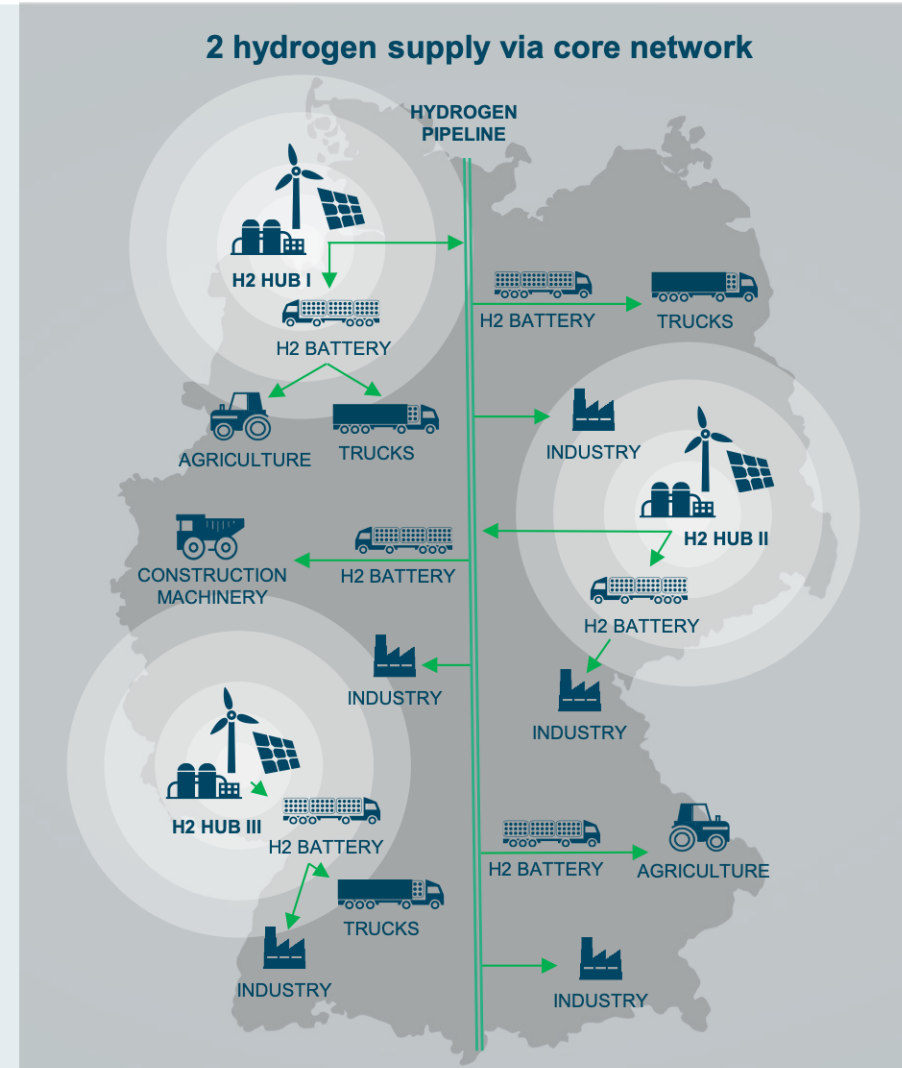 2 hydrogen supply via core network
HYDROGEN
PIPELINE
H2 HUB I
H2 BATTERY
AGRICULTURE
TRUCKS
H2 BATTERY
TRUCKS
INDUSTRY
H2 HUB II
H2 BATTERY
INDUSTRY
CONSTRUCTION
MACHINERY
H2 BATTERY
INDUSTRY
H2 HUB III
H2 BATTERY
TRUCKS
INDUSTRY
H2 BATTERY
AGRICULTURE
INDUSTRY